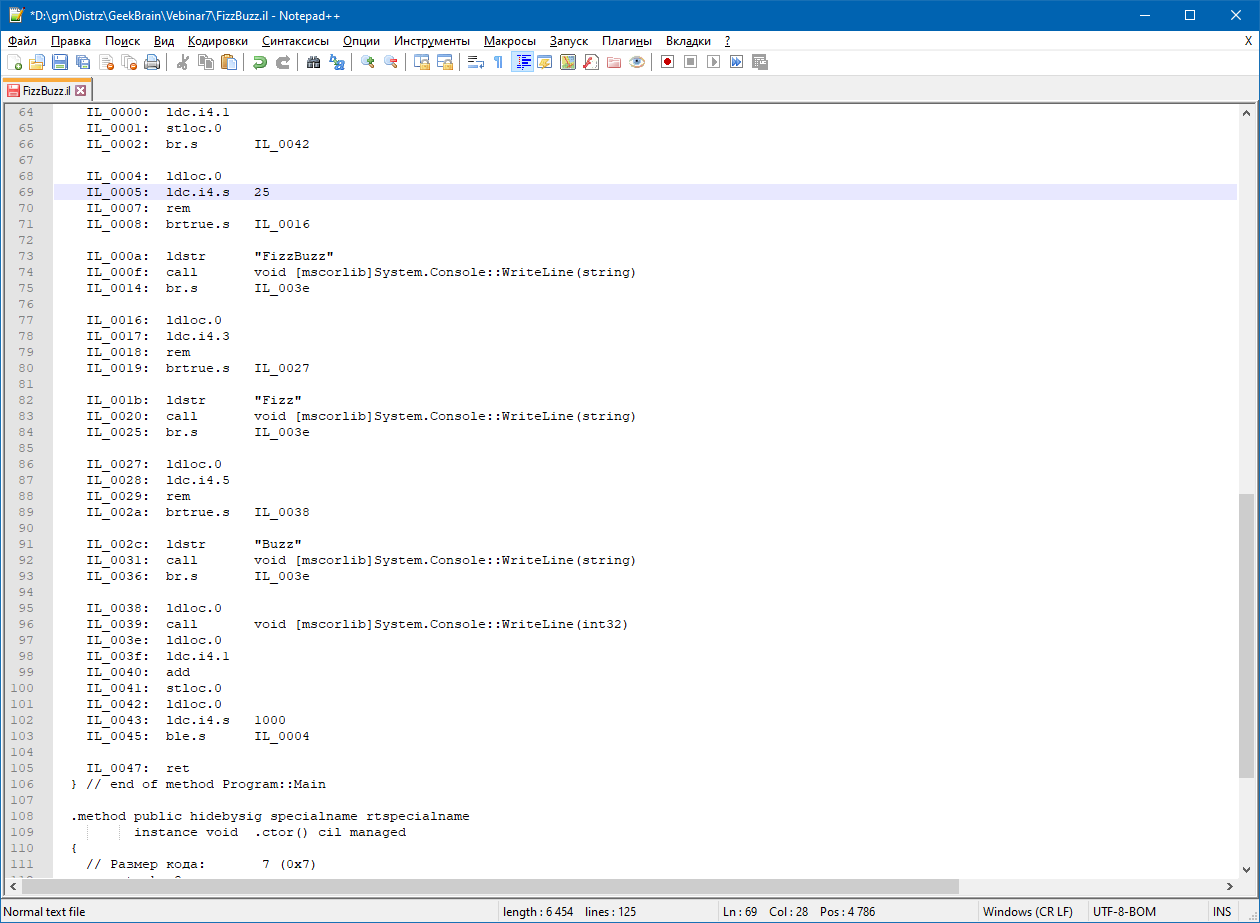 *D:\gm\Distrz\GeekBrain\Vebinar7\FizzBuzz.il - Notepad++
Файл Правка Поиск Вид Кодировки Синтаксисы Опции Инструменты Макросы Запуск Плагины Вкладки ? X
FizzBuzz.il
64 IL_0000: ldc.i4.1
65 IL_0001: stloc.0
66 IL_0002: br.s IL_0042
67
68 IL_0004: ldloc.0
69 IL_0005: ldc.i4.s 25
70 IL_0007: rem
71 IL_0008: brtrue.s IL_0016
72
73 IL_000a: ldstr "FizzBuzz"
74 IL_000f: call void [mscorlib]System.Console::WriteLine(string)
75 IL_0014: br.s IL_003e
76
77 IL_0016: ldloc.0
78 IL_0017: ldc.i4.3
79 IL_0018: rem
80 IL_0019: brtrue.s IL_0027
81
82 IL_001b: ldstr "Fizz"
83 IL_0020: call void [mscorlib]System.Console::WriteLine(string)
84 IL_0025: br.s IL_003e
85
86 IL_0027: ldloc.0
87 IL_0028: ldc.i4.5
88 IL_0029: rem
89 IL_002a: brtrue.s IL_0038
90
91 IL_002c: ldstr "Buzz"
92 IL_0031: call void [mscorlib]System.Console::WriteLine(string)
93 IL_0036: br.s IL_003e
94
95 IL_0038: ldloc.0
96 IL_0039: call void [mscorlib]System.Console::WriteLine(int32)
97 IL_003e: ldloc.0
98 IL_003f: ldc.i4.1
99 IL_0040: add
100 IL_0041: stloc.0
101 IL_0042: ldloc.0
102 IL_0043: ldc.i4.s 1000
103 IL_0045: ble.s IL_0004
104
105 IL_0047: ret
106 } // end of method Program::Main
107
108 .method public hidebysig specialname rtspecialname
109 instance void .ctor() cil managed
110 {
111 // Размер кода: 7 (0x7)
Normal text file length : 6 454 lines : 125 Ln : 69 Col : 28 Pos : 4 786 Windows (CR LF) UTF-8-BOM INS